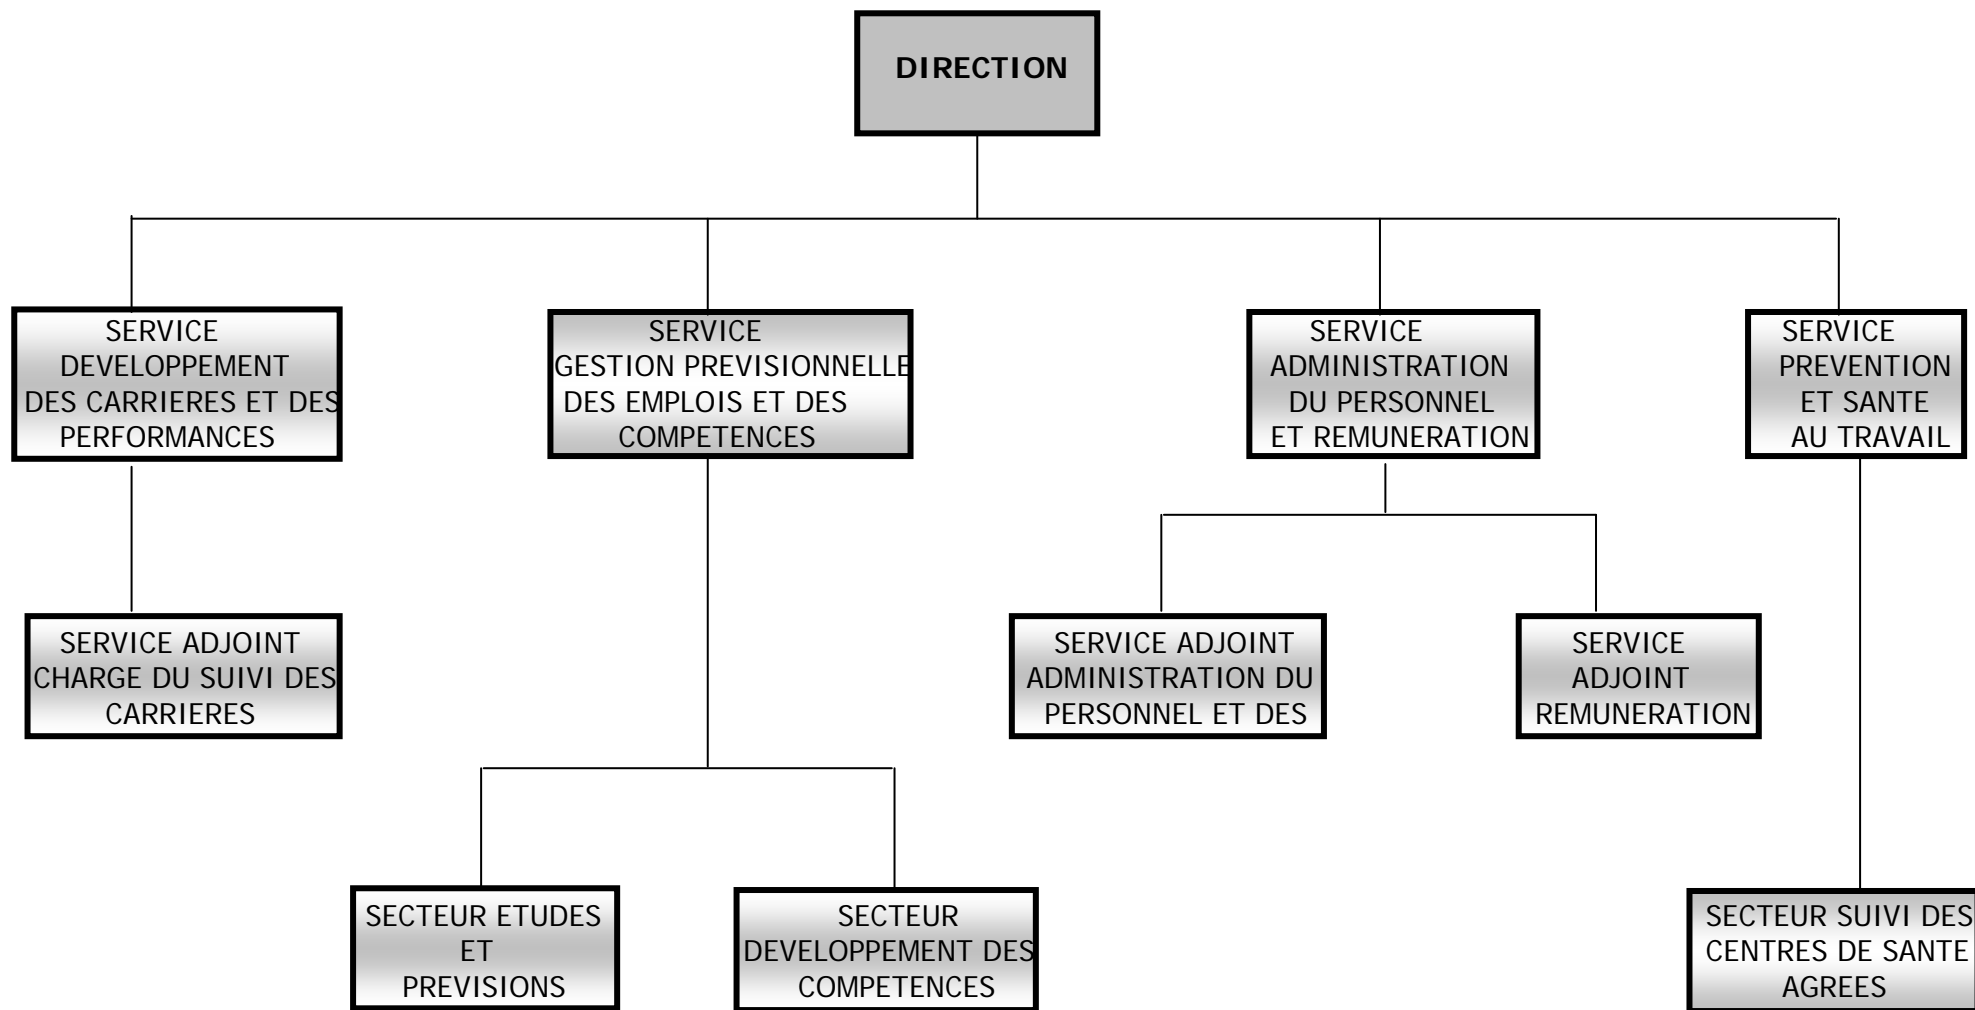 DIRECTION
SERVICE
DEVELOPPEMENT
DES CARRIERES ET DES
PERFORMANCES
SERVICE
GESTION PREVISIONNELLE
DES EMPLOIS ET DES
COMPETENCES
SERVICE
ADMINISTRATION
DU PERSONNEL
ET REMUNERATION
SERVICE
PREVENTION
ET SANTE
AU TRAVAIL
SERVICE ADJOINT
CHARGE DU SUIVI DES
CARRIERES
SERVICE ADJOINT
ADMINISTRATION DU
PERSONNEL ET DES
SERVICE
ADJOINT
REMUNERATION
SECTEUR ETUDES
ET
PREVISIONS
SECTEUR
DEVELOPPEMENT DES
COMPETENCES
SECTEUR SUIVI DES
CENTRES DE SANTE
AGREES